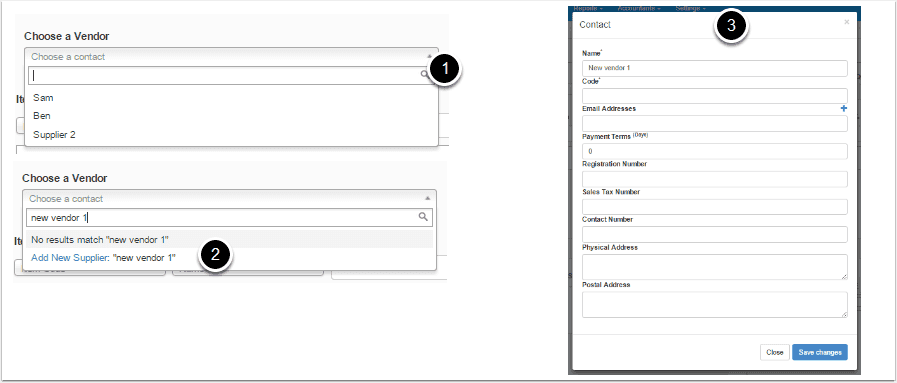 Choose a Vendor
Choose a contact
1
Sam
Ben
Supplier 2
Choose a Vendor
Choose a contact
new vendor 1
No results match "new vendor 1"
Add New Supplier: "new vendor 1"
2
Reports Accountants Settings
3
Contact ×
Name*
New vendor 1
Code*
Email Addresses +
Payment Terms (Days)
0
Registration Number
Sales Tax Number
Contact Number
Physical Address
Postal Address
Close Save changes